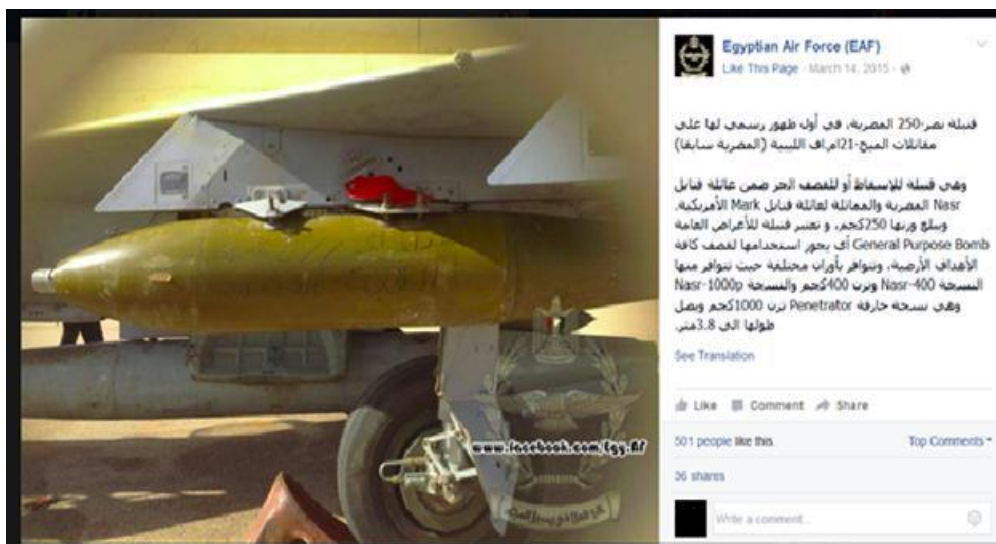 Egyptian Air Force (EAF)
Like This Page · March 14, 2015 ·
قنبلة نصر-250 المصرية، في أول ظهور رسمي لها على
مقاتلات الميج-21ام.اف الليبية (المصرية سابقا)
وهي قنبلة للإسقاط أو للقصف الحر ضمن عائلة قنابل
Nasr المصرية والمماثلة لعائلة قنابل Mark الأمريكية.
ويبلغ وزنها 250كجم، و تعتبر قنبلة للأغراض العامة
General Purpose Bomb أي يجوز استخدامها لقصف كافة
الأهداف الأرضية، وتتوافر بأوزان مختلفة حيث تتوافر منها
النسخة Nasr-400 وتزن 400كجم والنسخة Nasr-1000p
وهي نسخة خارقة Penetrator تزن 1000كجم ويصل
طولها الى 3.8متر.
See Translation
Like Comment Share
501 people like this
Top Comments
36 shares
Write a comment...
www.facebook.com/Egy.AF